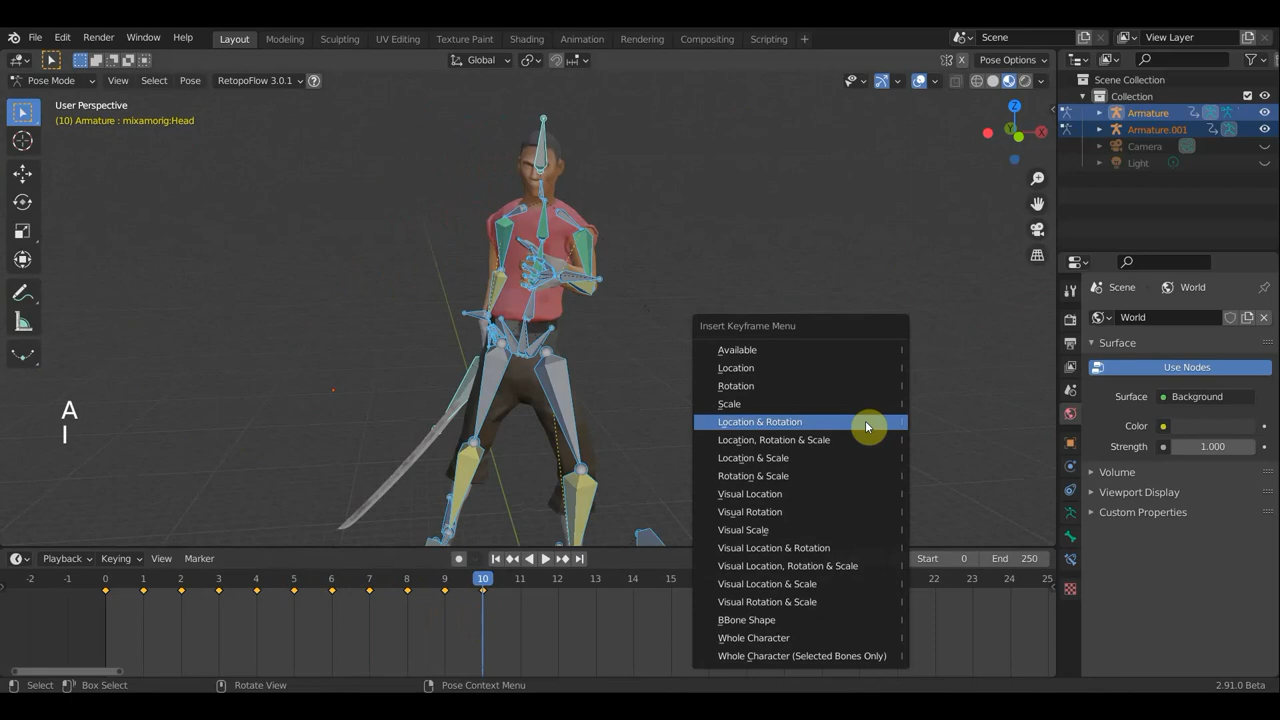 File Edit Render Window Help Layout Modeling Sculpting UV Editing Texture Paint Shading Animation Rendering Compositing Scripting + Scene View Layer
Global X Pose Options
Pose Mode View Select Pose RetopoFlow 3.0.1 ?
User Perspective
(10) Armature : mixamorig:Head
Z
Y
X
Scene Collection
Collection
Armature
Armature.001
Camera
Light
Scene World
World
Surface
Use Nodes
Surface Background
Color
Strength 1.000
Volume
Viewport Display
Custom Properties
A
I
Insert Keyframe Menu
Available I
Location I
Rotation I
Scale I
Location & Rotation I
Location, Rotation & Scale I
Location & Scale I
Rotation & Scale I
Visual Location I
Visual Rotation I
Visual Scale I
Visual Location & Rotation I
Visual Location, Rotation & Scale I
Visual Location & Scale I
Visual Rotation & Scale I
BBone Shape I
Whole Character I
Whole Character (Selected Bones Only) I
Playback Keying View Marker Start 0 End 250
-2 -1 0 1 2 3 4 5 6 7 8 9 10 11 12 13 14 15 22 23 24 25
Select Box Select Rotate View Pose Context Menu 2.91.0 Beta